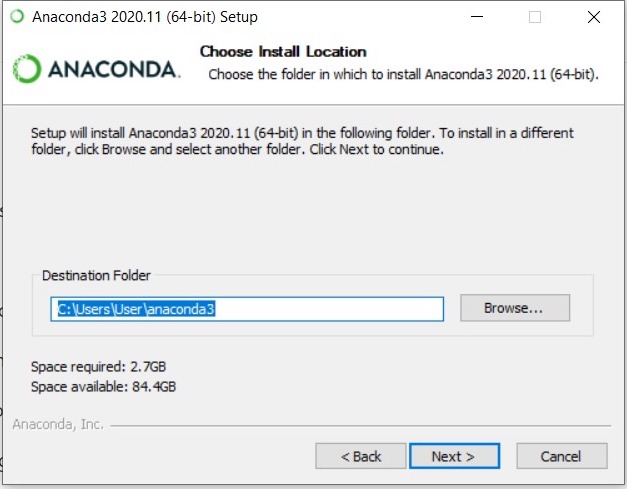 Anaconda3 2020.11 (64-bit) Setup
Choose Install Location
ANACONDA.
Choose the folder in which to install Anaconda3 2020.11 (64-bit).
Setup will install Anaconda3 2020.11 (64-bit) in the following folder. To install in a different
folder, click Browse and select another folder. Click Next to continue.
Destination Folder
C:\Users\User\anaconda3
Browse...
Space required: 2.7GB
Space available: 84.4GB
Anaconda, Inc.
< Back
Next >
Cancel